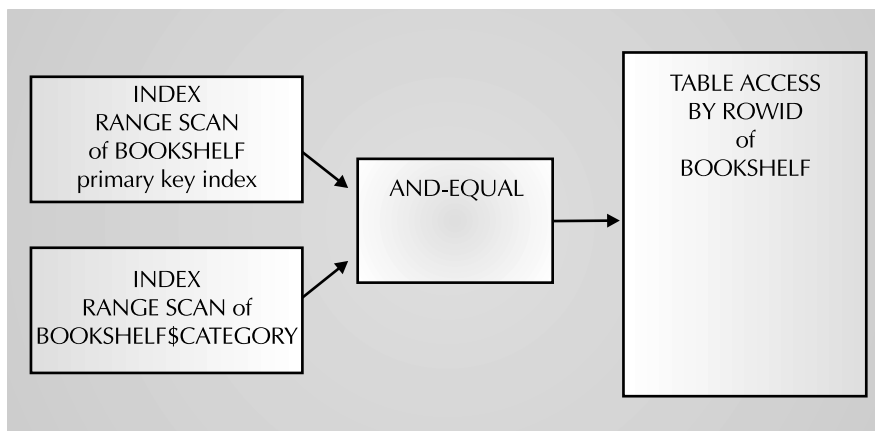 INDEX
RANGE SCAN
of BOOKSHELF
primary key index
INDEX
RANGE SCAN of
BOOKSHELF$CATEGORY
AND-EQUAL
TABLE ACCESS
BY ROWID
of
BOOKSHELF